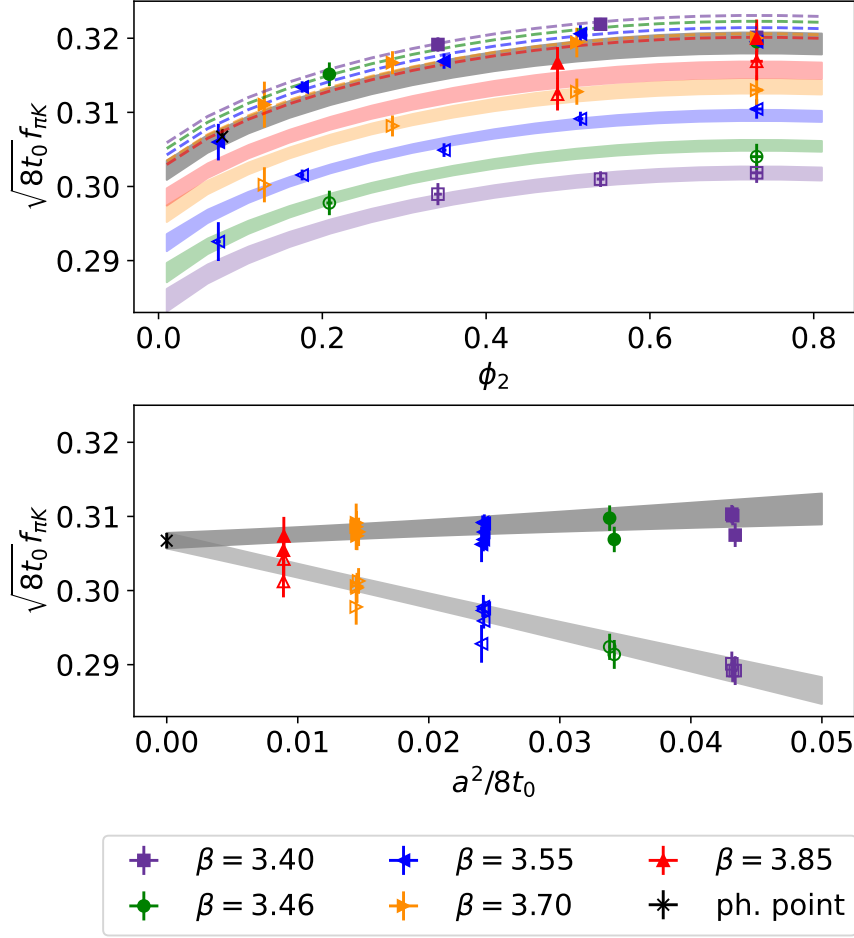 0.32
0.31
0.30
0.29
√8t₀ f_πK
0.0 0.2 0.4 0.6 0.8
ϕ₂
0.32
0.31
0.30
0.29
√8t₀ f_πK
0.00 0.01 0.02 0.03 0.04 0.05
a²/8t₀
β = 3.40 β = 3.55 β = 3.85
β = 3.46 β = 3.70 ph. point